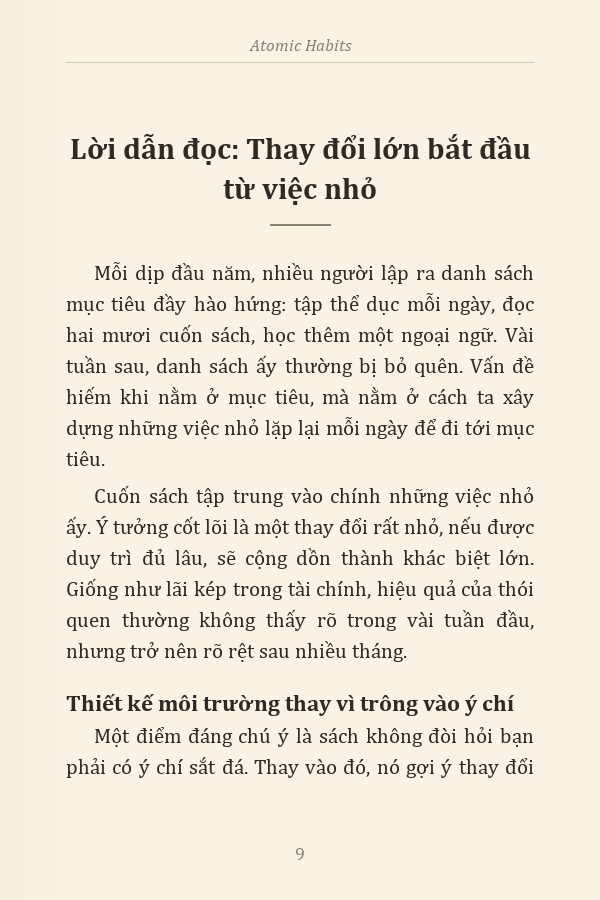 Atomic Habits
Lời dẫn đọc: Thay đổi lớn bắt đầu
từ việc nhỏ
Mỗi dịp đầu năm, nhiều người lập ra danh sách
mục tiêu đầy hào hứng: tập thể dục mỗi ngày, đọc
hai mươi cuốn sách, học thêm một ngoại ngữ. Vài
tuần sau, danh sách ấy thường bị bỏ quên. Vấn đề
hiếm khi nằm ở mục tiêu, mà nằm ở cách ta xây
dựng những việc nhỏ lặp lại mỗi ngày để đi tới mục
tiêu.
Cuốn sách tập trung vào chính những việc nhỏ
ấy. Ý tưởng cốt lõi là một thay đổi rất nhỏ, nếu được
duy trì đủ lâu, sẽ cộng dồn thành khác biệt lớn.
Giống như lãi kép trong tài chính, hiệu quả của thói
quen thường không thấy rõ trong vài tuần đầu,
nhưng trở nên rõ rệt sau nhiều tháng.
Thiết kế môi trường thay vì trông vào ý chí
Một điểm đáng chú ý là sách không đòi hỏi bạn
phải có ý chí sắt đá. Thay vào đó, nó gợi ý thay đổi
9